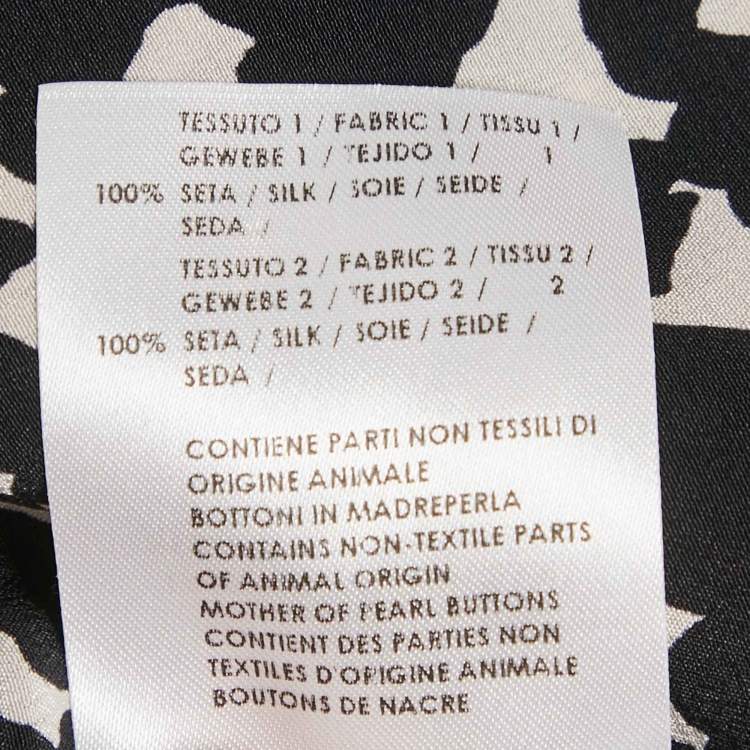 TESSUTO 1 / FABRIC 1 / TISSU 1 /
GEWEBE 1 / TEJIDO 1 / 1
100% SETA / SILK / SOIE / SEIDE /
SEDA /
TESSUTO 2 / FABRIC 2 / TISSU 2 /
GEWEBE 2 / TEJIDO 2 / 2
100% SETA / SILK / SOIE / SEIDE /
SEDA /
CONTIENE PARTI NON TESSILI DI
ORIGINE ANIMALE
BOTTONI IN MADREPERLA
CONTAINS NON-TEXTILE PARTS
OF ANIMAL ORIGIN
MOTHER OF PEARL BUTTONS
CONTIENT DES PARTIES NON
TEXTILES D'ORIGINE ANIMALE
BOUTONS DE NACRE